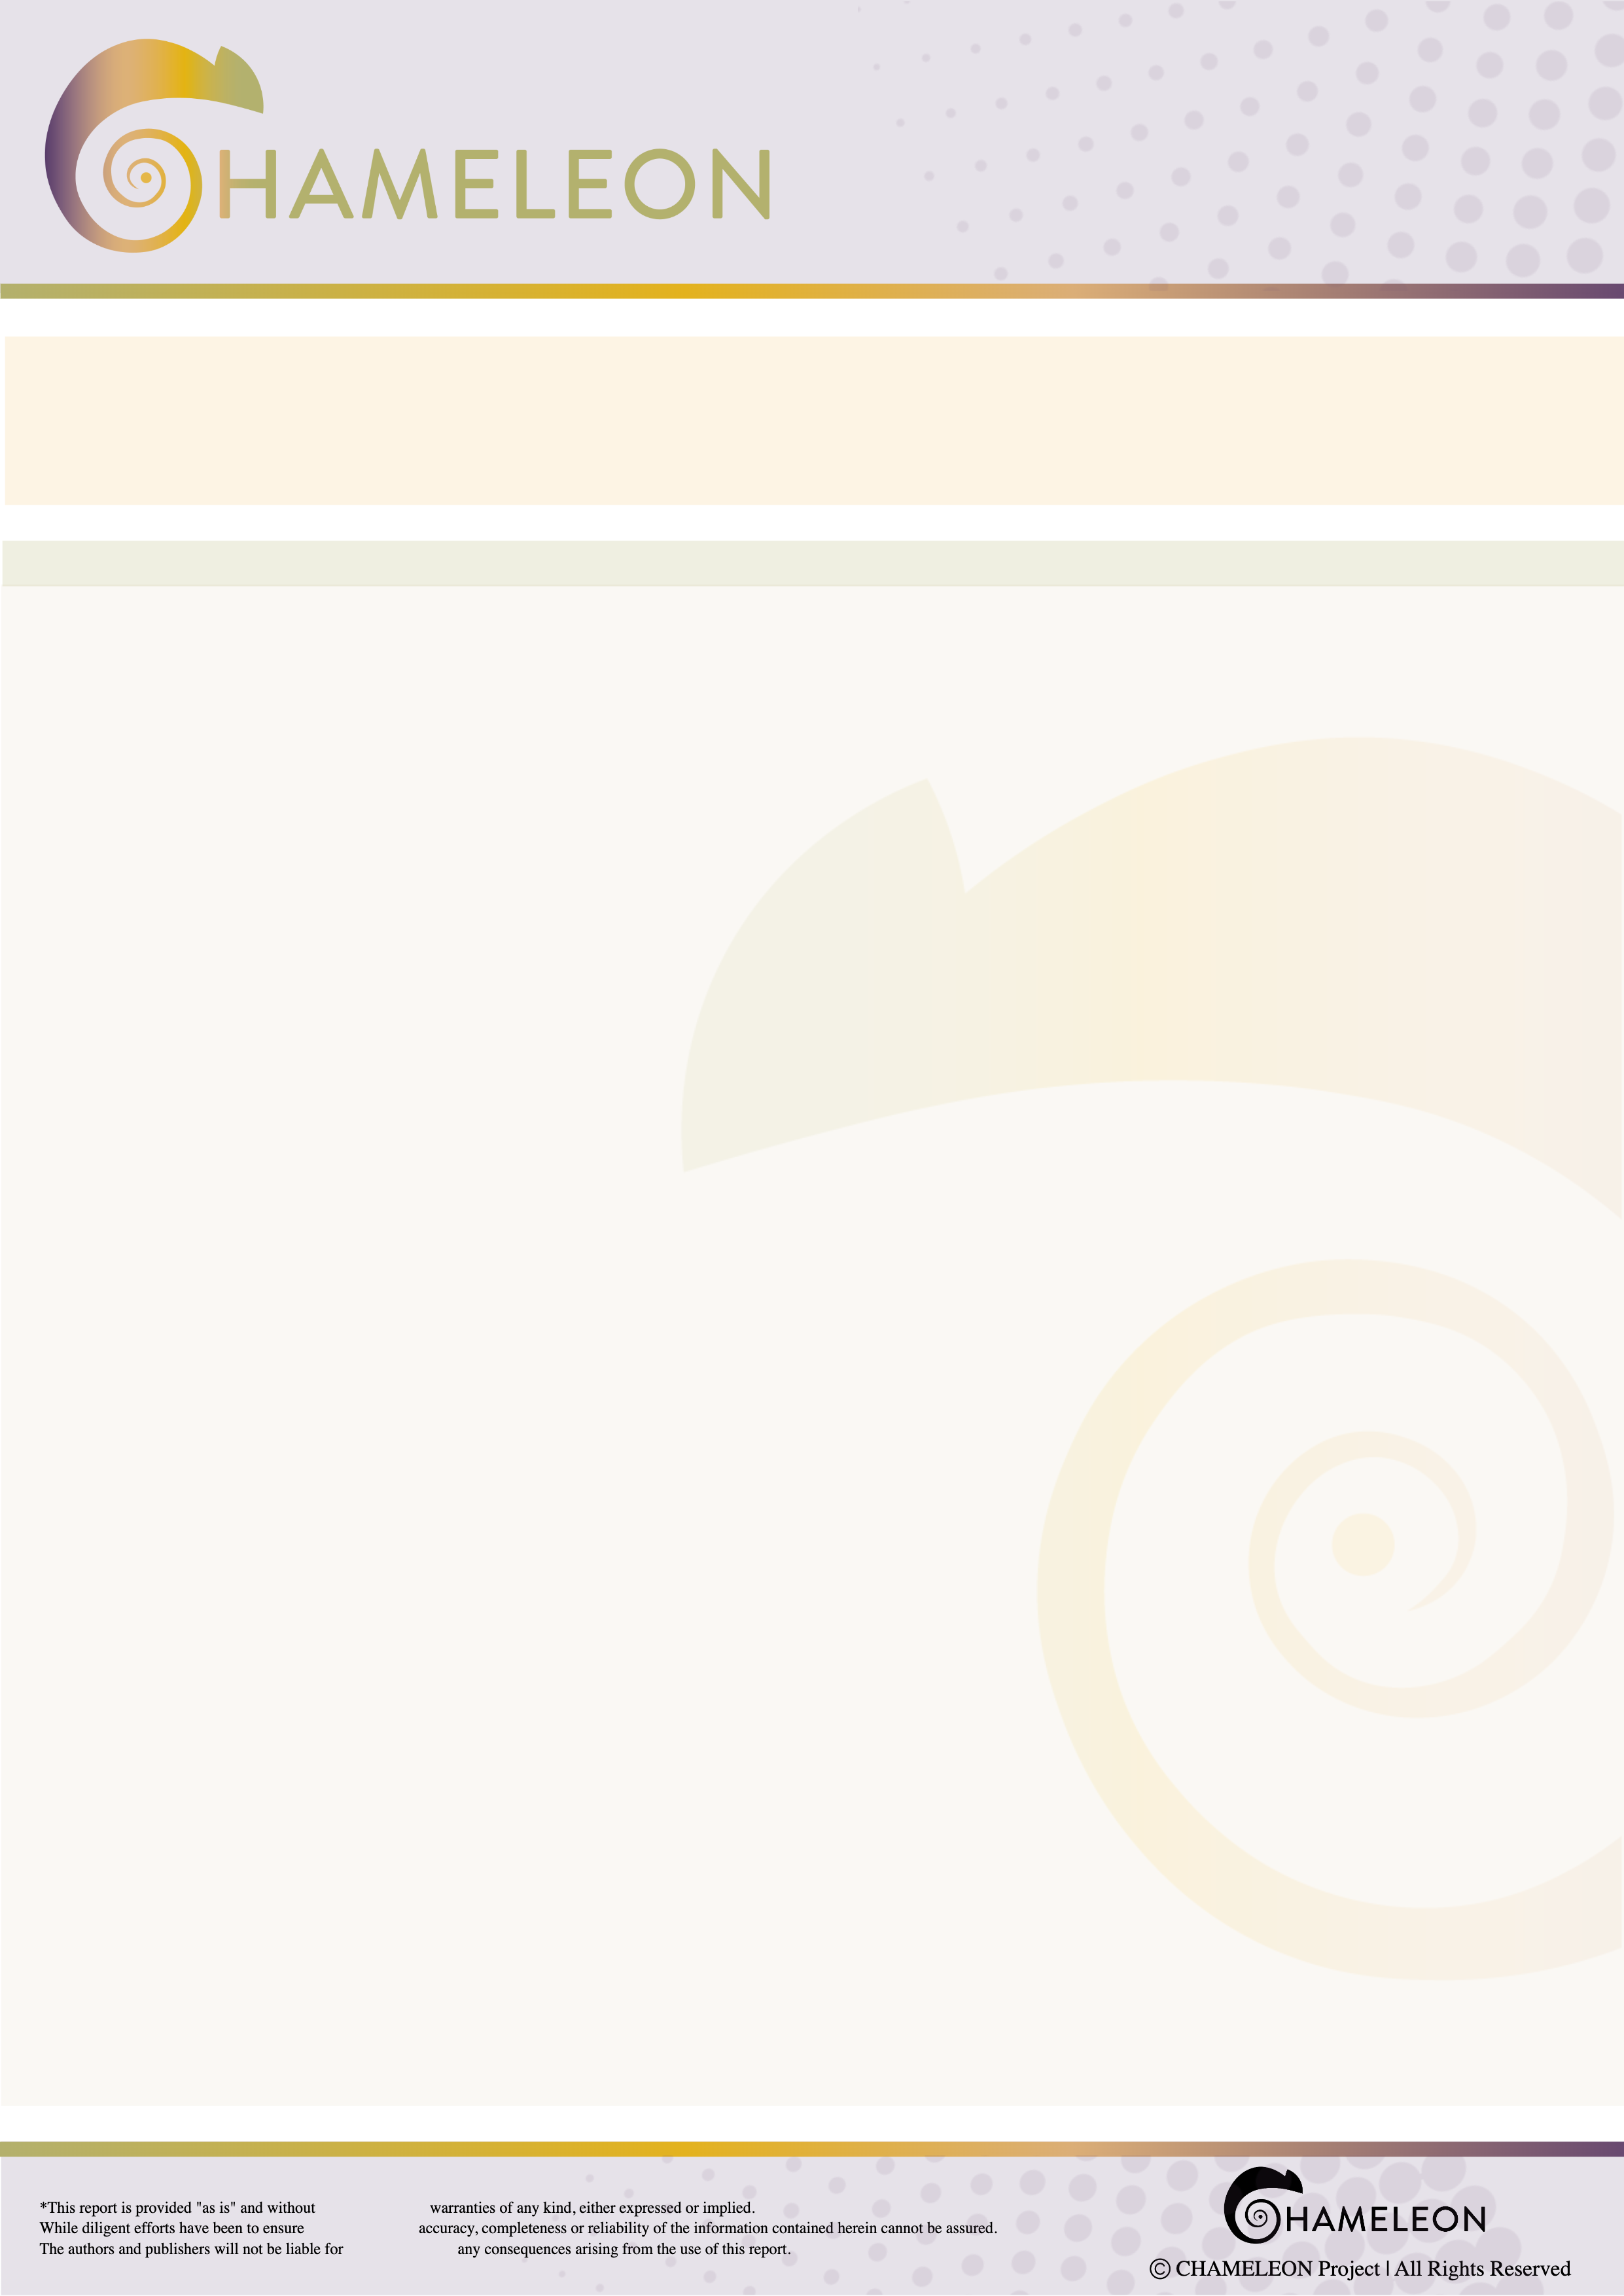 CHAMELEON
*This report is provided "as is" and without warranties of any kind, either expressed or implied.
While diligent efforts have been to ensure accuracy, completeness or reliability of the information contained herein cannot be assured.
The authors and publishers will not be liable for any consequences arising from the use of this report.
CHAMELEON
© CHAMELEON Project | All Rights Reserved